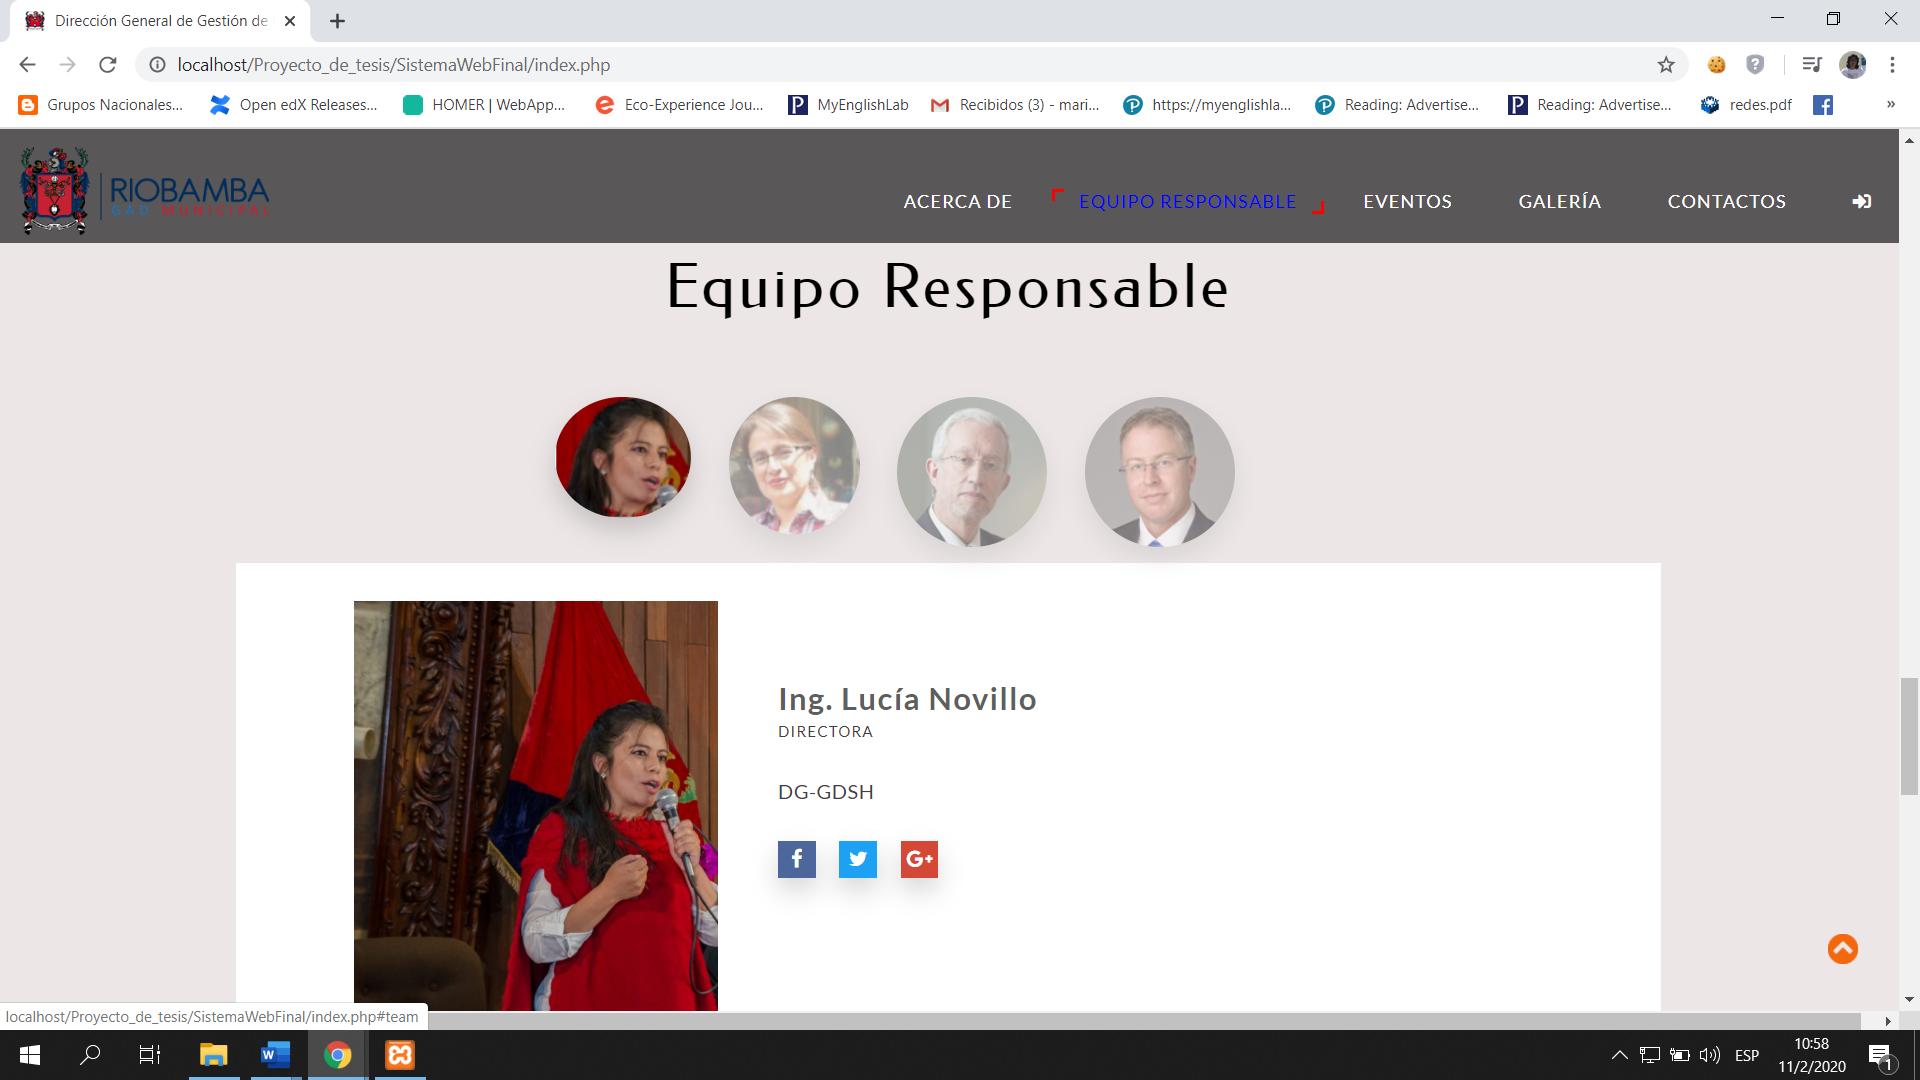 Dirección General de Gestión de
localhost/Proyecto_de_tesis/SistemaWebFinal/index.php
Grupos Nacionales...
Open edX Releases...
HOMER | WebApp...
Eco-Experience Jou...
MyEnglishLab
Recibidos (3) - mari...
https://myenglishla...
Reading: Advertise...
Reading: Advertise...
redes.pdf
»
RIOBAMBA
GAD MUNICIPAL
ACERCA DE
EQUIPO RESPONSABLE
EVENTOS
GALERÍA
CONTACTOS
Equipo Responsable
Ing. Lucía Novillo
DIRECTORA
DG-GDSH
f
G+
localhost/Proyecto_de_tesis/SistemaWebFinal/index.php#team
ESP
10:58
11/2/2020
1